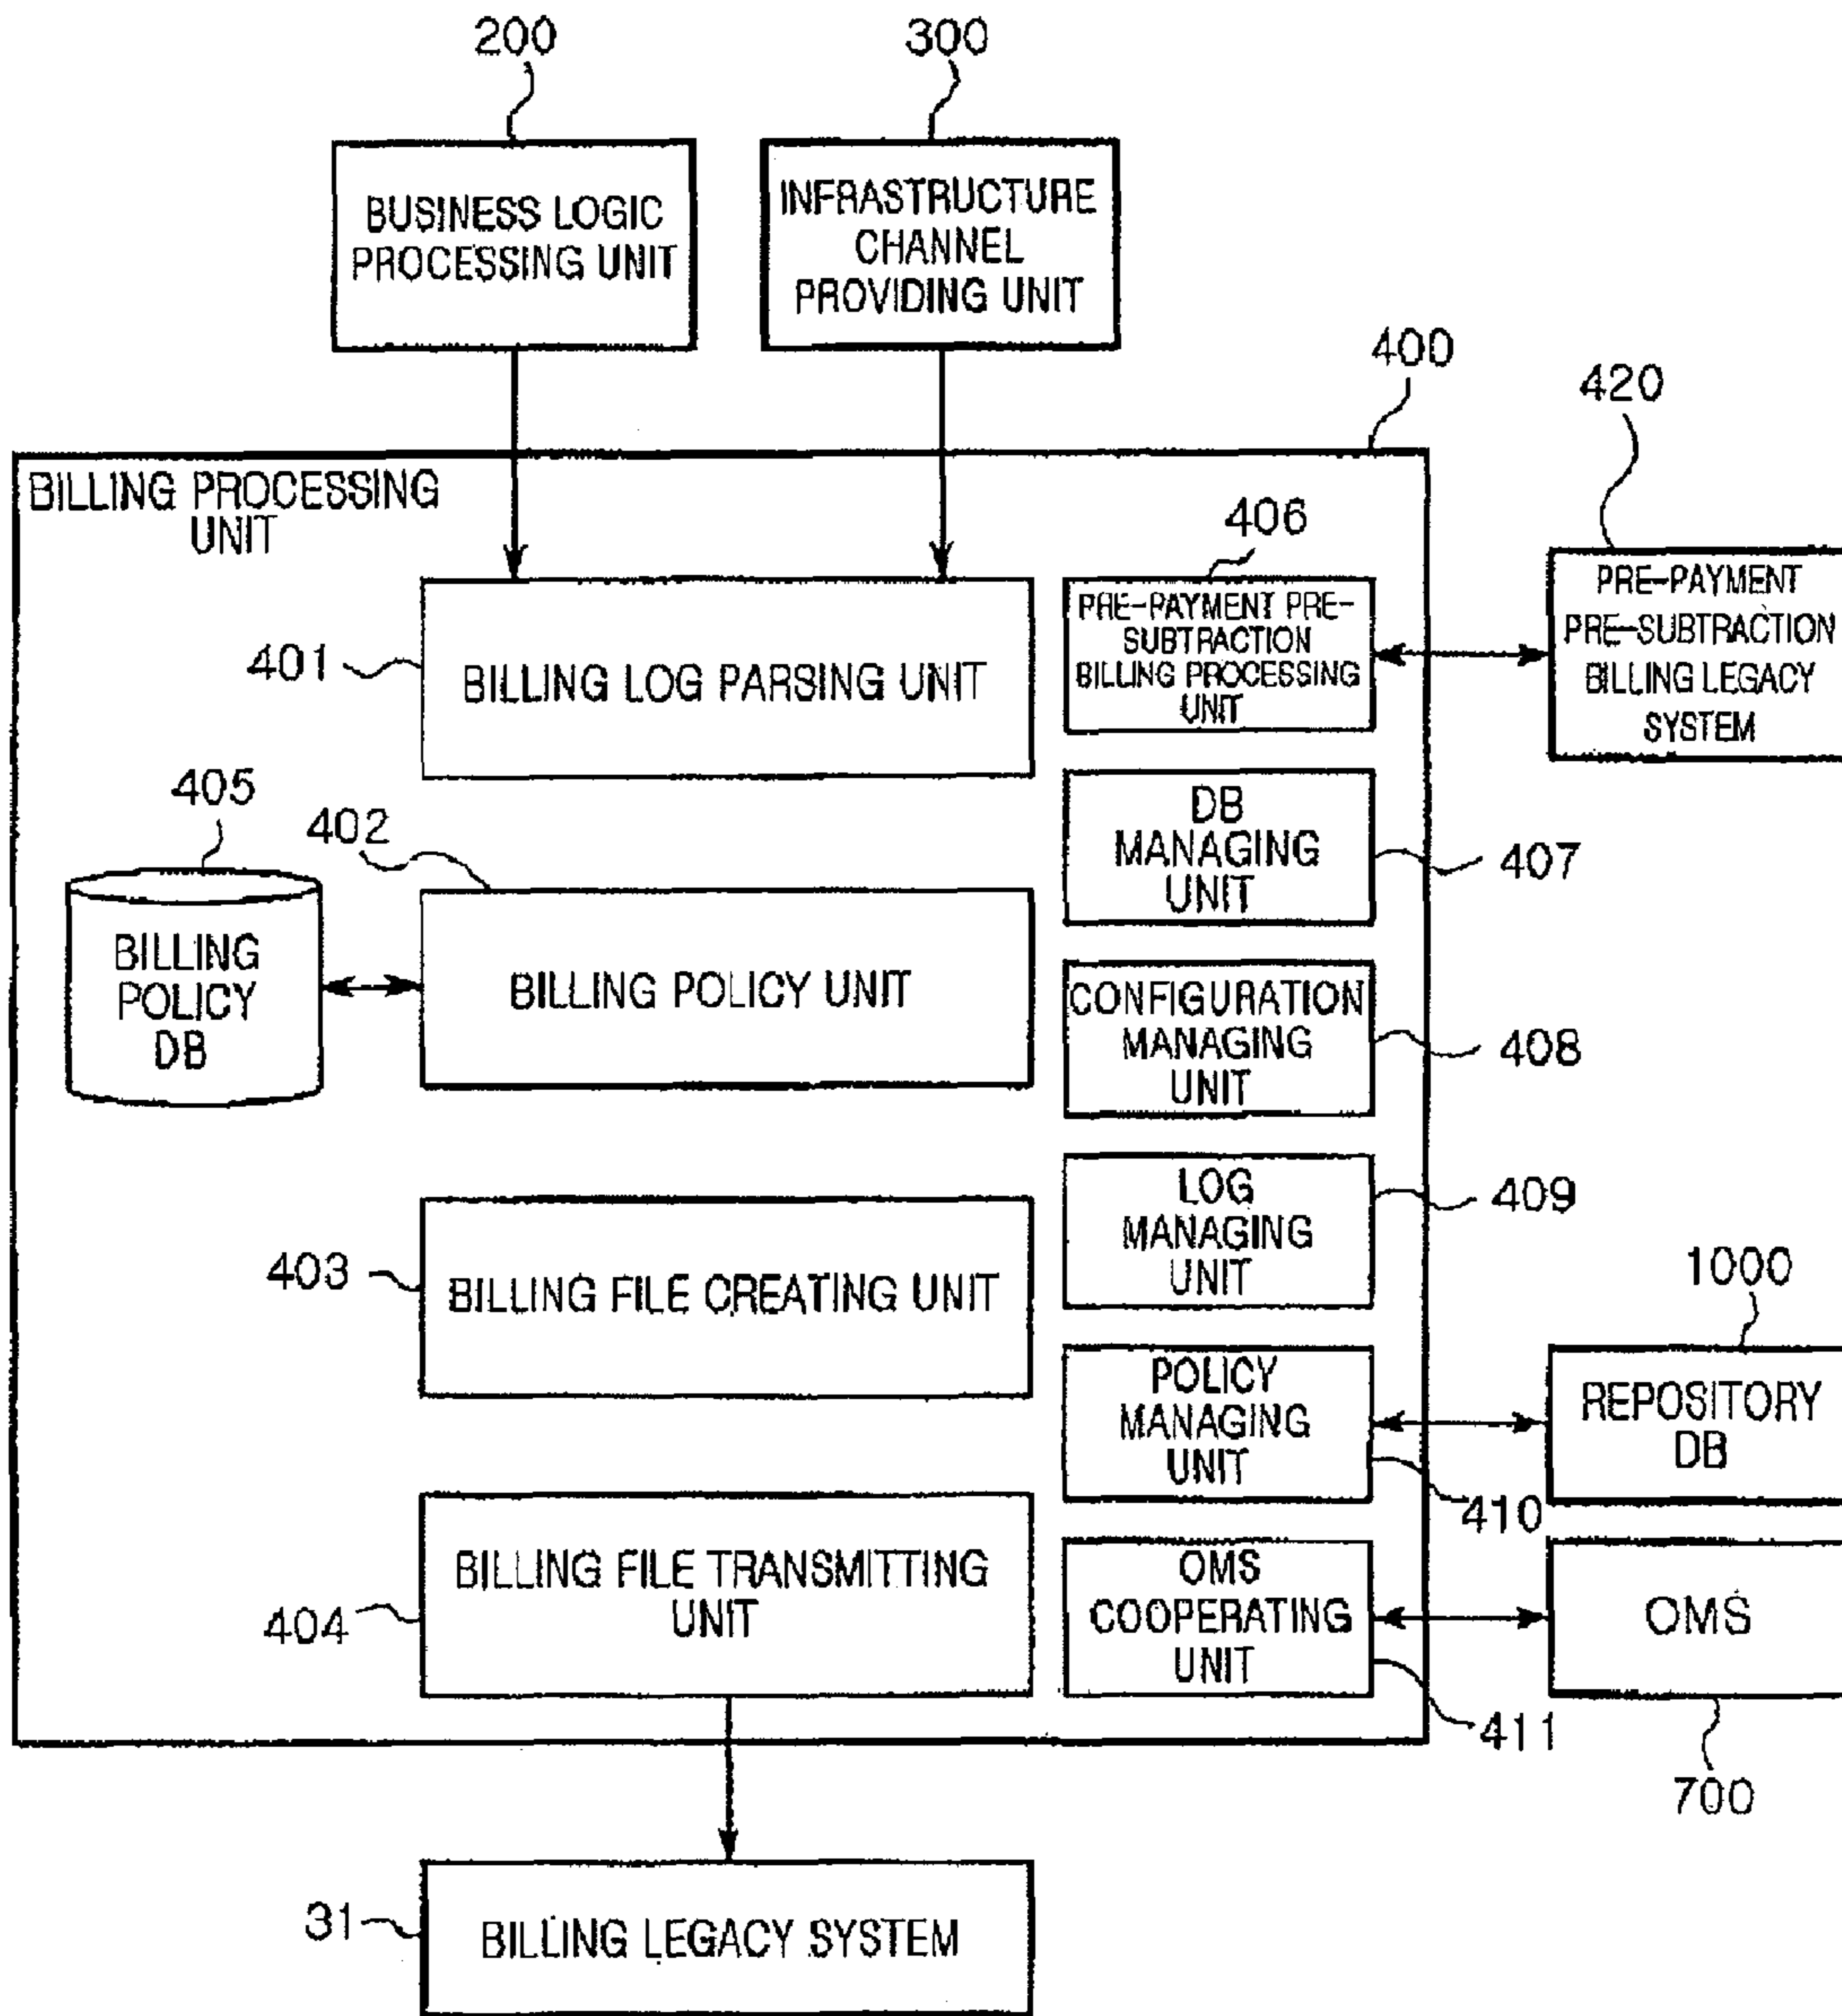 200
300
BUSINESS LOGIC
PROCESSING UNIT
INFRASTRUCTURE
CHANNEL
PROVIDING UNIT
400
420
BILLING PROCESSING
UNIT
406
PRE-PAYMENT PRE-
SUBTRACTION
BILLING PROCESSING
UNIT
PRE-PAYMENT
PRE-SUBTRACTION
BILLING LEGACY
SYSTEM
401
BILLING LOG PARSING UNIT
405
402
DB
MANAGING
UNIT
407
BILLING
POLICY
DB
BILLING POLICY UNIT
CONFIGURATION
MANAGING
UNIT
408
LOG
MANAGING
UNIT
409
403
BILLING FILE CREATING UNIT
1000
POLICY
MANAGING
UNIT
410
REPOSITORY
DB
404
BILLING FILE TRANSMITTING
UNIT
OMS
COOPERATING
UNIT
411
OMS
700
31
BILLING LEGACY SYSTEM